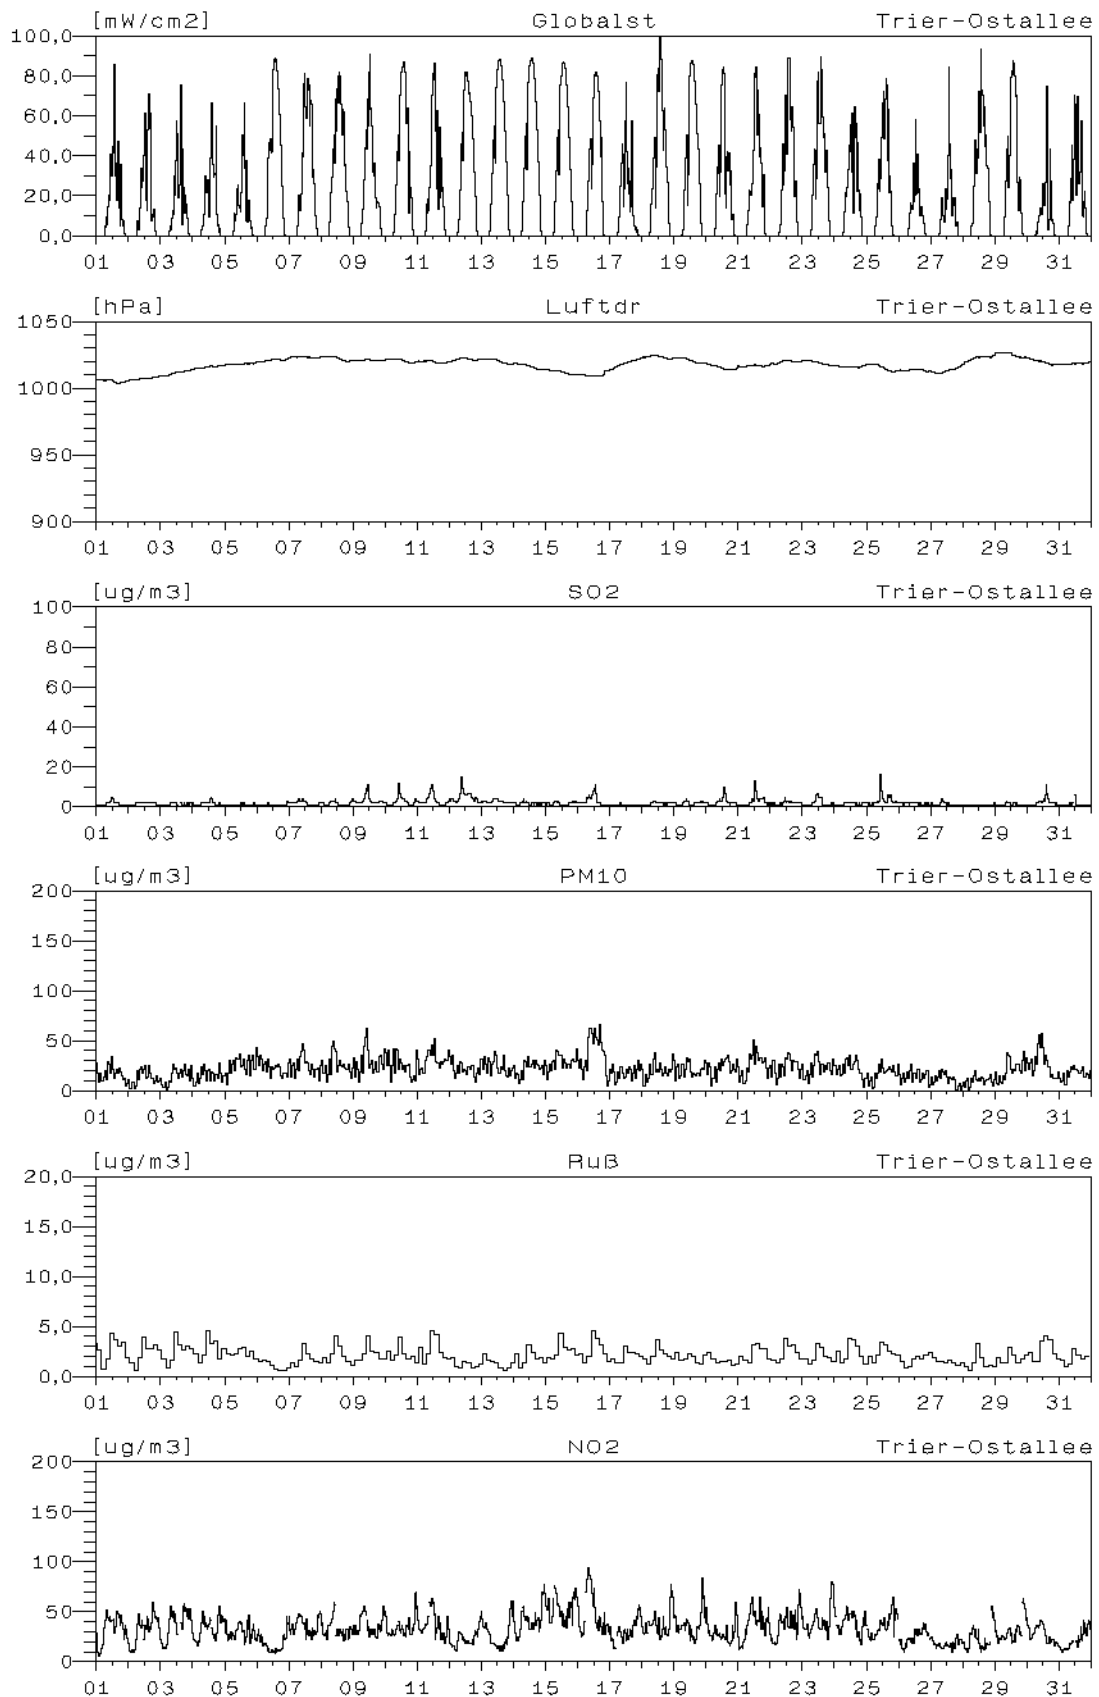 [mW/cm2] Globalst Trier-Ostallee
100,0
80,0
60,0
40,0
20,0
0,0
01 03 05 07 09 11 13 15 17 19 21 23 25 27 29 31
[hPa] Luftdr Trier-Ostallee
1050
1000
950
900
01 03 05 07 09 11 13 15 17 19 21 23 25 27 29 31
[ug/m3] SO2 Trier-Ostallee
100
80
60
40
20
0
01 03 05 07 09 11 13 15 17 19 21 23 25 27 29 31
[ug/m3] PM10 Trier-Ostallee
200
150
100
50
0
01 03 05 07 09 11 13 15 17 19 21 23 25 27 29 31
[ug/m3] Ruß Trier-Ostallee
20,0
15,0
10,0
5,0
0,0
01 03 05 07 09 11 13 15 17 19 21 23 25 27 29 31
[ug/m3] NO2 Trier-Ostallee
200
150
100
50
0
01 03 05 07 09 11 13 15 17 19 21 23 25 27 29 31